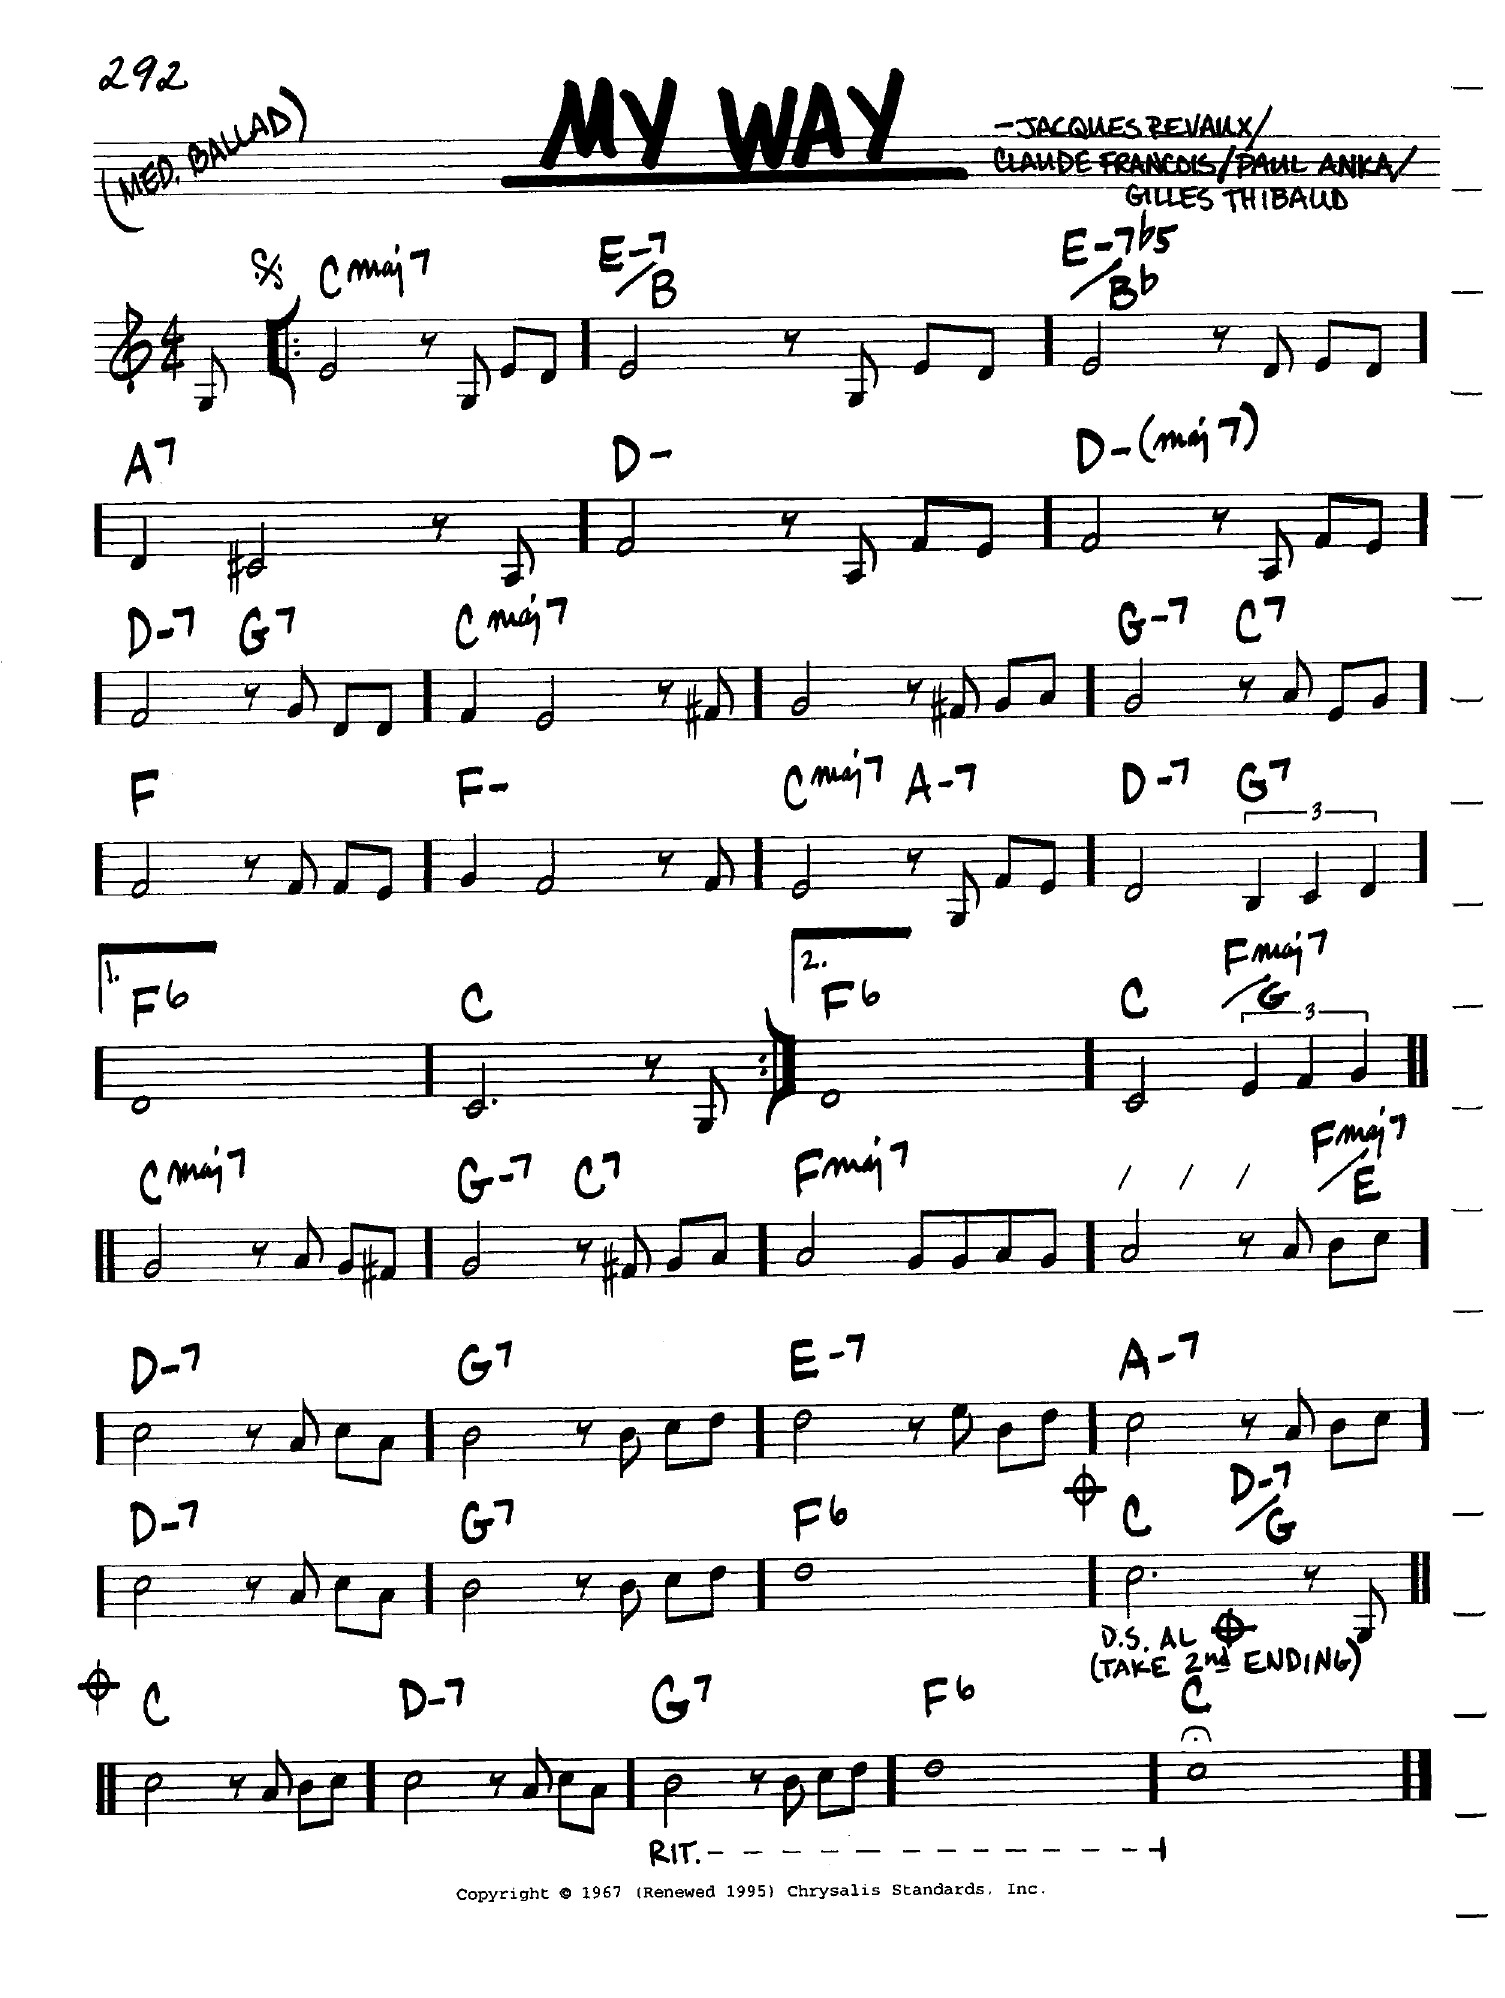 292
(MED. BALLAD)
MY WAY
-JACQUES REVAUX/
CLAUDE FRANCOIS/PAUL ANKA/
GILLES THIBAUD
Cmaj7 E-7/B E-7b5/Bb
4/4
A7 D- D-(maj7)
D-7 G7 Cmaj7 G-7 C7
F F- Cmaj7 A-7 D-7 G7
3
1. 2.
F6 C F6 C Fmaj7/G
3
Cmaj7 G-7 C7 Fmaj7 / / / Fmaj7/E
D-7 G7 E-7 A-7
D-7 G7 F6 C D-7/G
D.S. AL
(TAKE 2nd ENDING)
C D-7 G7 F6 C
RIT.
Copyright © 1967 (Renewed 1995) Chrysalis Standards, Inc.